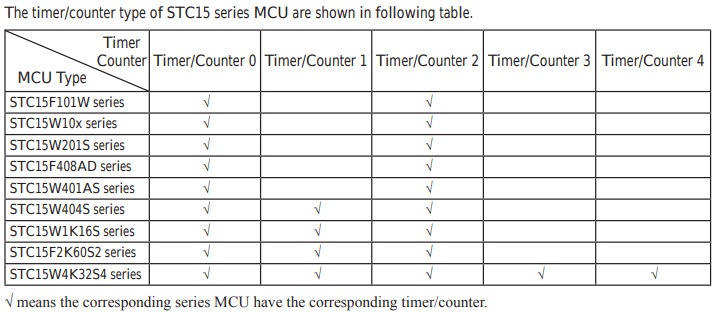 The timer/counter type of STC15 series MCU are shown in following table.
Timer
Counter
MCU Type
Timer/Counter 0 Timer/Counter 1 Timer/Counter 2 Timer/Counter 3 Timer/Counter 4
STC15F101W series √ √
STC15W10x series √ √
STC15W201S series √ √
STC15F408AD series √ √
STC15W401AS series √ √
STC15W404S series √ √ √
STC15W1K16S series √ √ √
STC15F2K60S2 series √ √ √
STC15W4K32S4 series √ √ √ √ √
√ means the corresponding series MCU have the corresponding timer/counter.